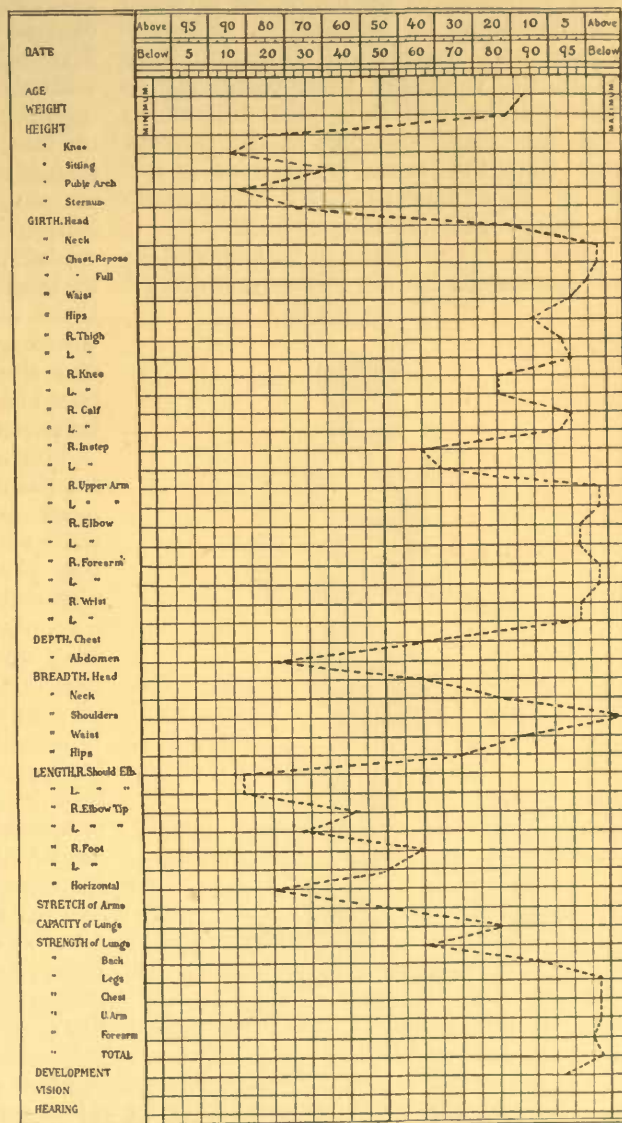 Above 95 90 80 70 60 50 40 30 20 10 5 Above
DATE
Below 5 10 20 30 40 50 60 70 80 90 95 Below
MINIMUM
MAXIMUM
AGE
WEIGHT
HEIGHT
" Knee
" Sitting
" Pubic Arch
" Sternum
GIRTH. Head
" Neck
" Chest, Repose
" " Full
" Waist
" Hips
" R. Thigh
" L. "
" R. Knee
" L. "
" R. Calf
" L. "
" R. Instep
" L "
" R. Upper Arm
" L " "
" R. Elbow
" L "
" R. Forearm
" L. "
" R. Wrist
" L "
DEPTH. Chest
" Abdomen
BREADTH. Head
" Neck
" Shoulders
" Waist
" Hips
LENGTH. R. Should Elb.
" L. " "
" R. Elbow Tip
" L. " "
" R. Foot
" L "
" Horizontal
STRETCH of Arms
CAPACITY of Lungs
STRENGTH of Lungs
" Back
" Legs
" Chest
" U. Arm
" Forearm
" TOTAL
DEVELOPMENT
VISION
HEARING